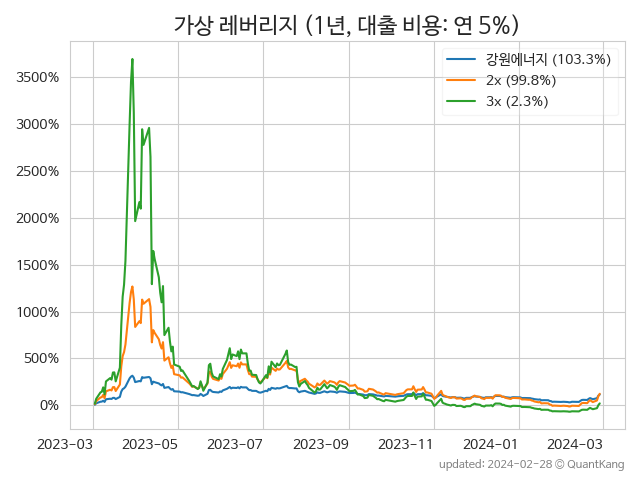 가상 레버리지 (1년, 대출 비용: 연 5%)
강원에너지 (103.3%)
2x (99.8%)
3x (2.3%)
3500%
3000%
2500%
2000%
1500%
1000%
500%
0%
2023-03 2023-05 2023-07 2023-09 2023-11 2024-01 2024-03
updated: 2024-02-28 © QuantKang